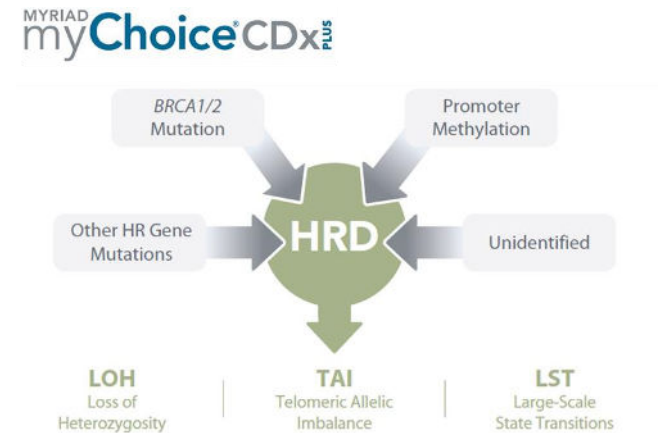 MYRIAD
myChoice® CDx PLUS
BRCA1/2
Mutation
Promoter
Methylation
Other HR Gene
Mutations
HRD
Unidentified
LOH
Loss of
Heterozygosity
TAI
Telomeric Allelic
Imbalance
LST
Large-Scale
State Transitions